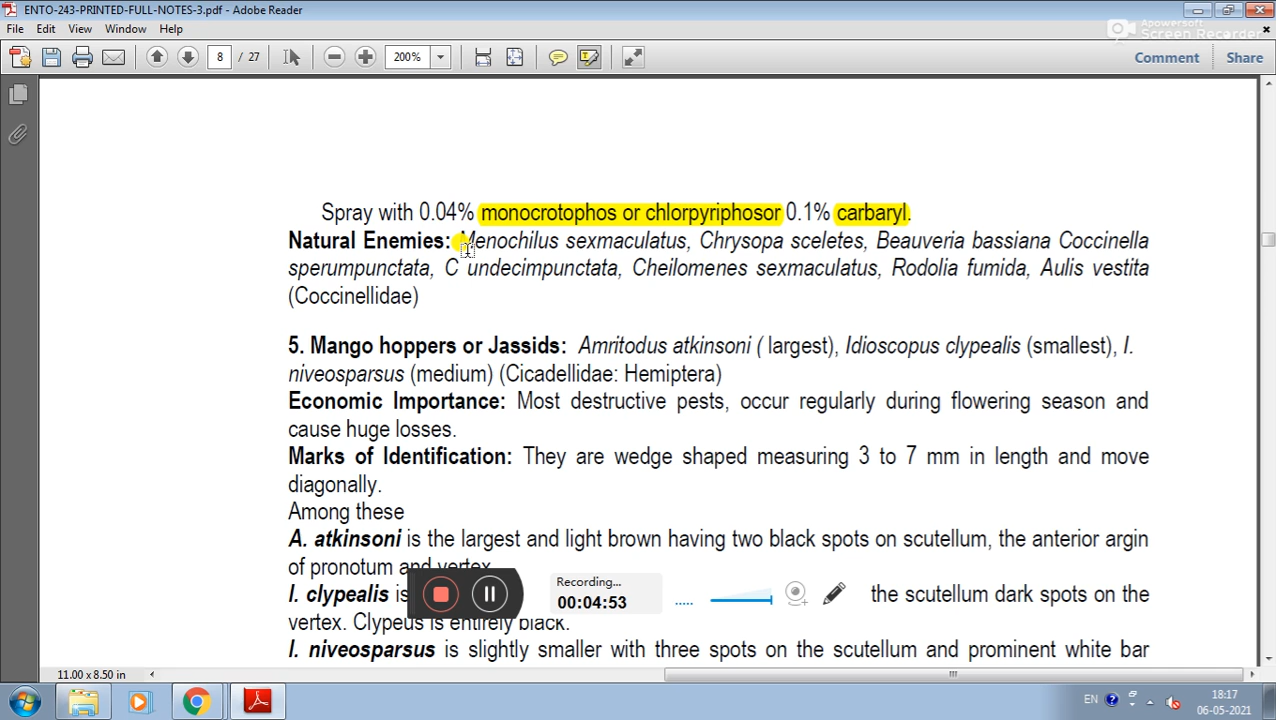 ENTO-243-PRINTED-FULL-NOTES-3.pdf - Adobe Reader
Apowersoft
Screen Recorder
File Edit View Window Help
8 / 27 200% Comment Share
Spray with 0.04% monocrotophos or chlorpyriphosor 0.1% carbaryl.
Natural Enemies: Menochilus sexmaculatus, Chrysopa sceletes, Beauveria bassiana Coccinella
sperumpunctata, C undecimpunctata, Cheilomenes sexmaculatus, Rodolia fumida, Aulis vestita
(Coccinellidae)
5. Mango hoppers or Jassids: Amritodus atkinsoni ( largest), Idioscopus clypealis (smallest), I.
niveosparsus (medium) (Cicadellidae: Hemiptera)
Economic Importance: Most destructive pests, occur regularly during flowering season and
cause huge losses.
Marks of Identification: They are wedge shaped measuring 3 to 7 mm in length and move
diagonally.
Among these
A. atkinsoni is the largest and light brown having two black spots on scutellum, the anterior argin
of pronotum and vertex.
I. clypealis is the scutellum dark spots on the
vertex. Clypeus is entirely black.
I. niveosparsus is slightly smaller with three spots on the scutellum and prominent white bar
Recording...
00:04:53
11.00 x 8.50 in
EN 18:17
06-05-2021